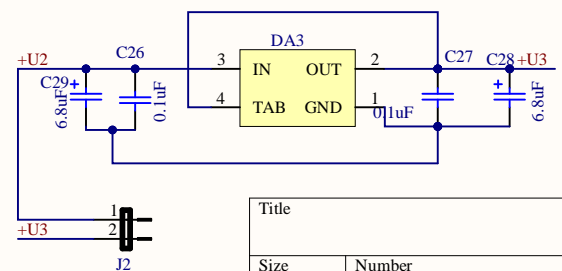 DA3
+U2
C26
3
IN
OUT
2
C27
C28
+U3
C29
+
6.8uF
0.1uF
4
TAB
GND
1
0.1uF
+
6.8uF
1
+U3
2
J2
Title
Size
Number